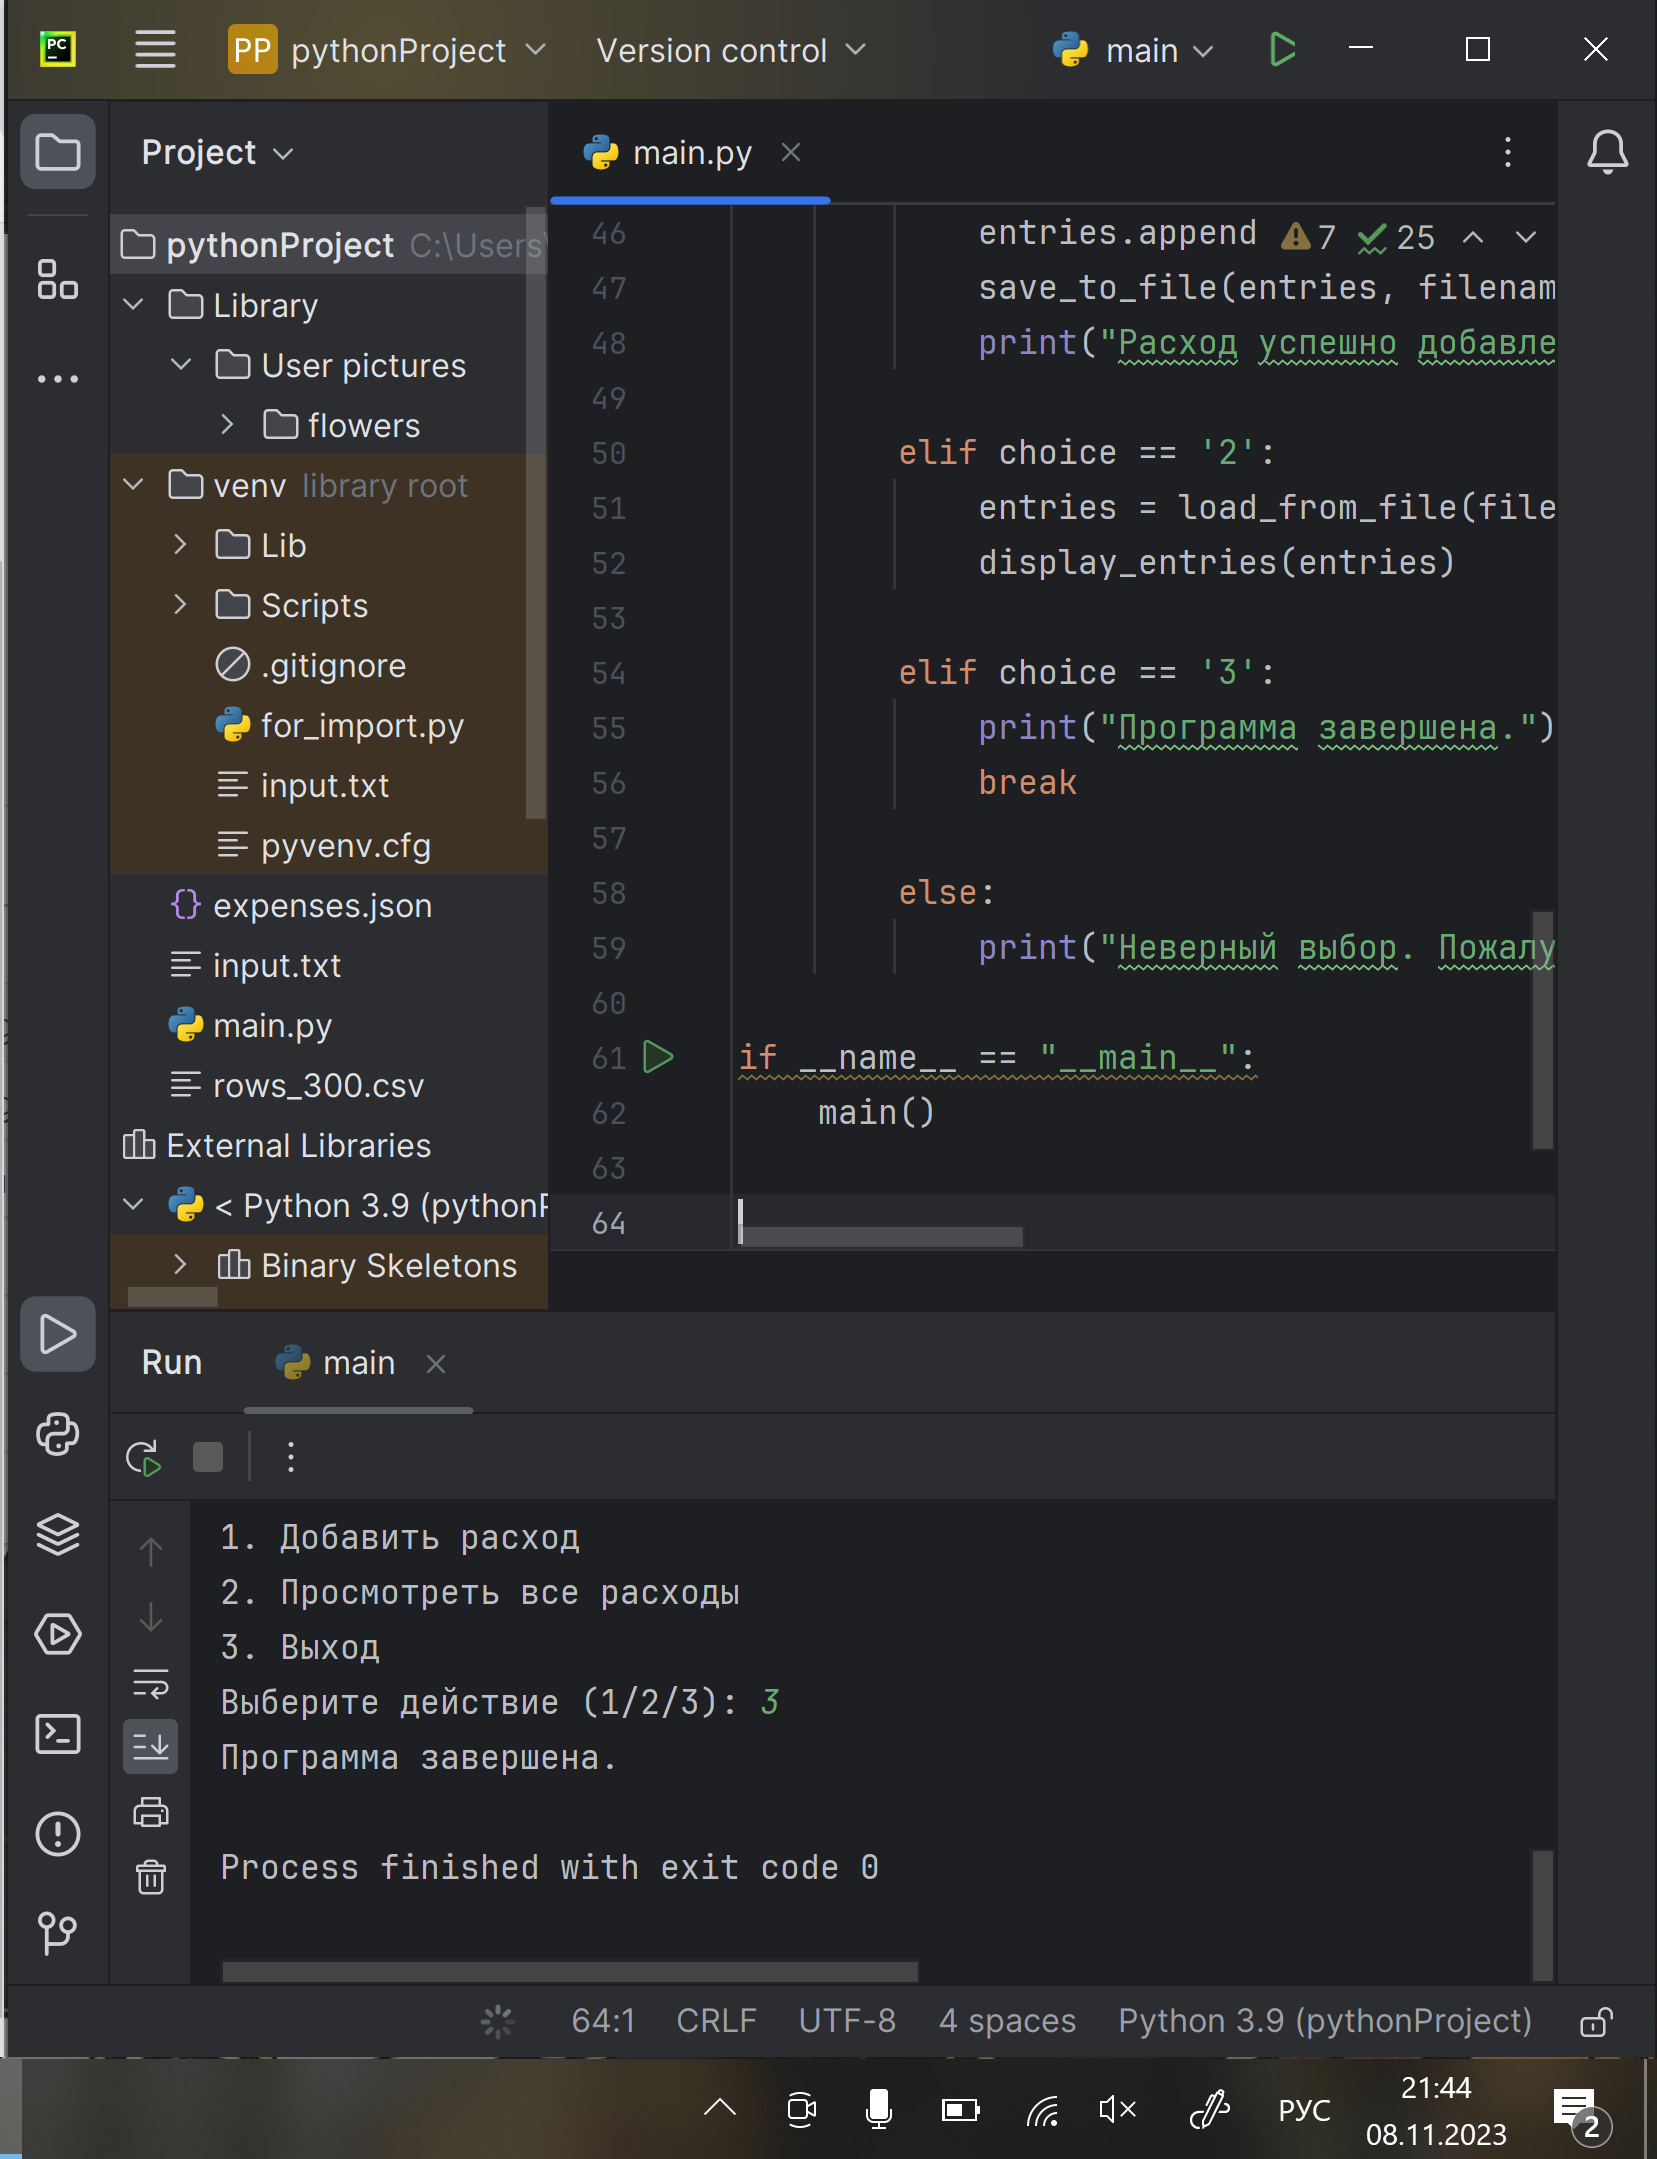 PC
PP pythonProject Version control main
Project
main.py
pythonProject C:\Users\
Library
User pictures
flowers
venv library root
Lib
Scripts
.gitignore
for_import.py
input.txt
pyvenv.cfg
expenses.json
input.txt
main.py
rows_300.csv
External Libraries
< Python 3.9 (pythonP
Binary Skeletons
7 25
46 entries.append
47 save_to_file(entries, filenam
48 print("Расход успешно добавле
49
50 elif choice == '2':
51 entries = load_from_file(file
52 display_entries(entries)
53
54 elif choice == '3':
55 print("Программа завершена.")
56 break
57
58 else:
59 print("Неверный выбор. Пожалу
60
61 if __name__ == "__main__":
62 main()
63
64
Run main
1. Добавить расход
2. Просмотреть все расходы
3. Выход
Выберите действие (1/2/3): 3
Программа завершена.
Process finished with exit code 0
64:1 CRLF UTF-8 4 spaces Python 3.9 (pythonProject)
РУС
21:44
08.11.2023
2